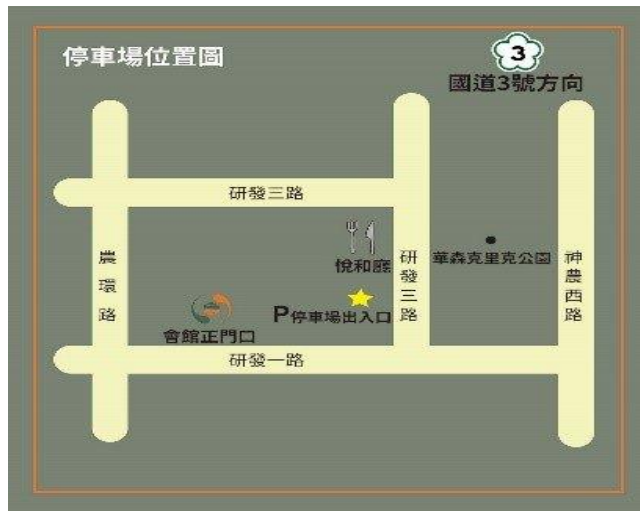 停車場位置圖
3
國道3號方向
研發三路
悅和廳
農環路
研發三路
華森克里克公園
神農西路
P停車場出入口
會館正門口
研發一路